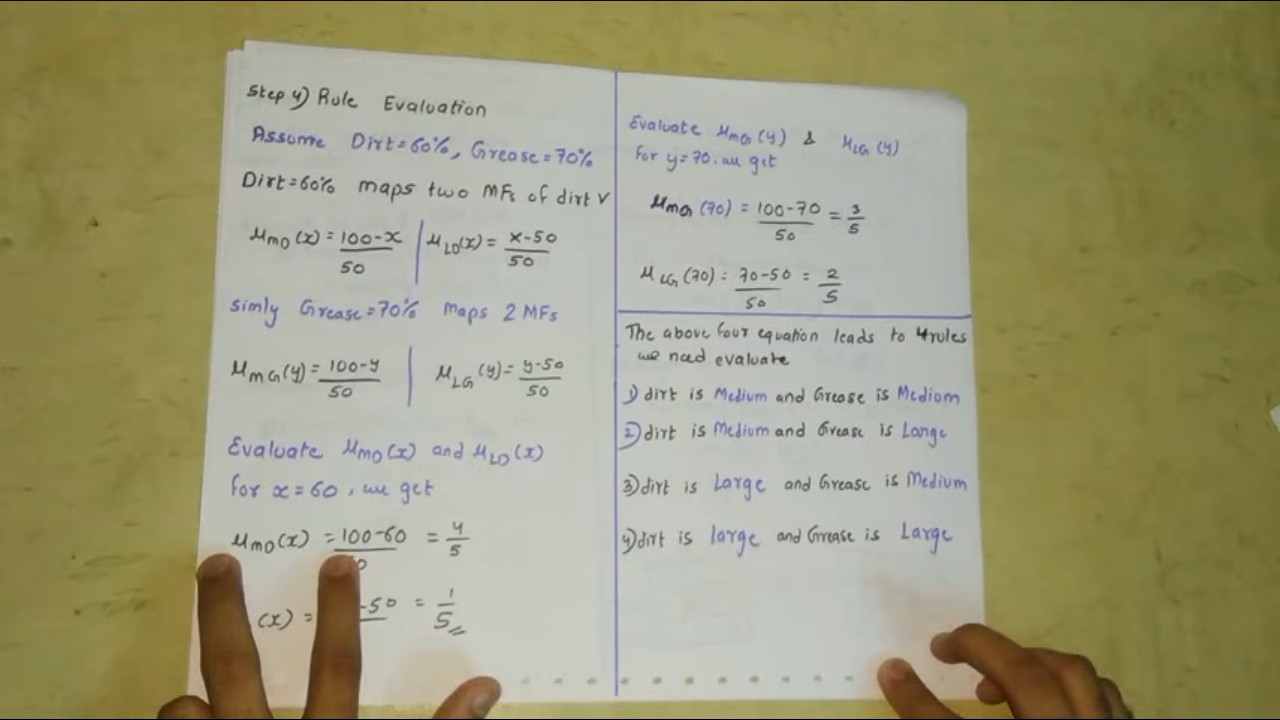 Step 4) Rule Evaluation
Assume Dirt=60%, Grease=70%
Dirt=60% maps two MFs of dirt v
μMD(x) = 100-x / 50 | μLD(x) = x-50 / 50
simly Grease=70% maps 2 MFs
μMG(y) = 100-y / 50 | μLG(y) = y-50 / 50
Evaluate μMD(x) and μLD(x)
for x=60, we get
μMD(x) = 100-60 / 0 = 4/5
(x) = -50 = 1/5
Evaluate μMG(y) & μLG(y)
for y=70, we get
μMG(70) = 100-70 / 50 = 3/5
μLG(70) = 70-50 / 50 = 2/5
The above four equation leads to 4 rules
we need evaluate
1) dirt is Medium and Grease is Mediom
2) dirt is Medium and Grease is Large
3) dirt is Large and Grease is Medium
4) dirt is large and Grease is Large